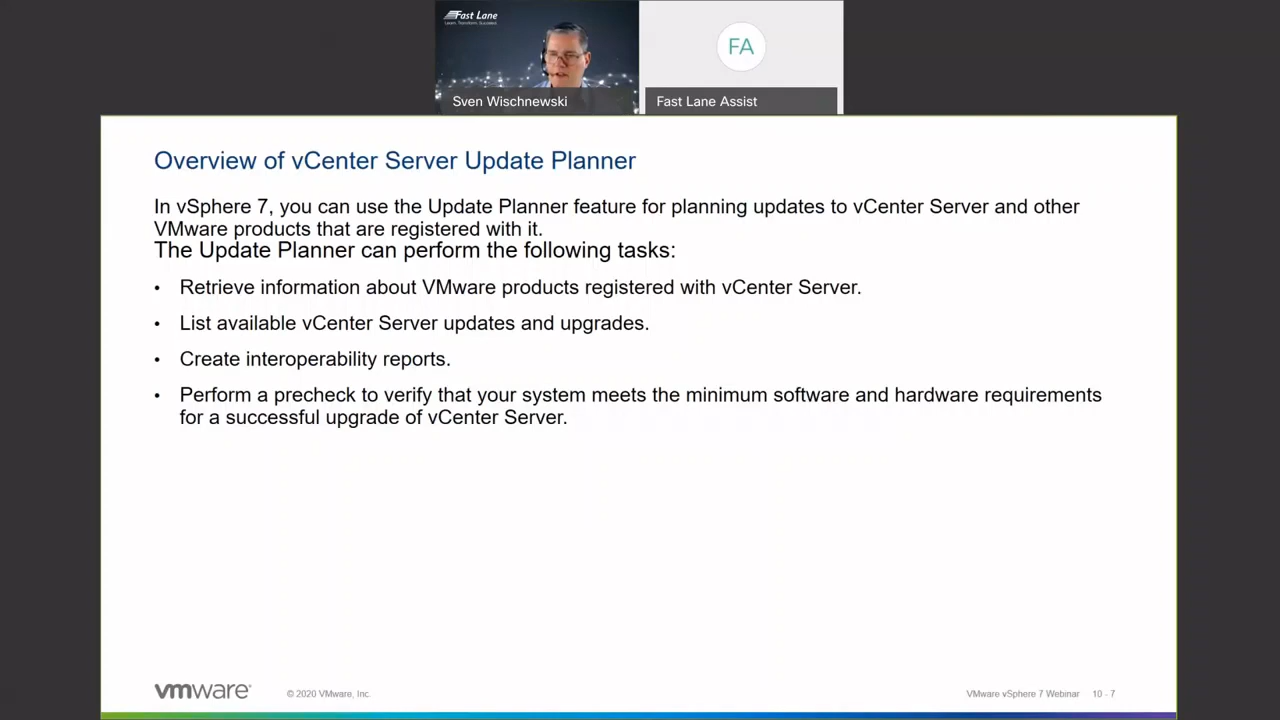 Fast Lane
Learn. Transform. Succeed.
FA
Sven Wischnewski
Fast Lane Assist
Overview of vCenter Server Update Planner
In vSphere 7, you can use the Update Planner feature for planning updates to vCenter Server and other
VMware products that are registered with it.
The Update Planner can perform the following tasks:
• Retrieve information about VMware products registered with vCenter Server.
• List available vCenter Server updates and upgrades.
• Create interoperability reports.
• Perform a precheck to verify that your system meets the minimum software and hardware requirements
for a successful upgrade of vCenter Server.
vmware®
© 2020 VMware, Inc.
VMware vSphere 7 Webinar 10 - 7